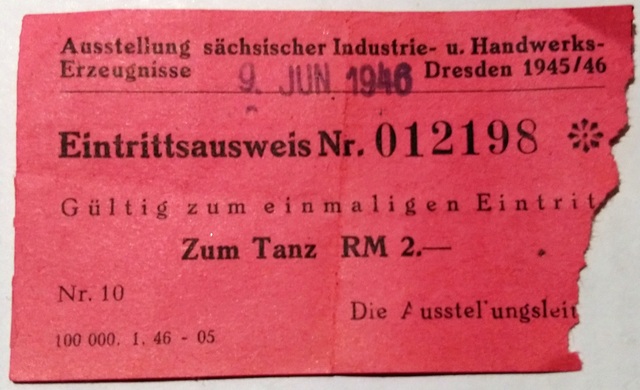 Ausstellung sächsischer Industrie- u. Handwerks-
Erzeugnisse 9. JUN 1946 Dresden 1945/46
Eintrittsausweis Nr. 012198
Gültig zum einmaligen Eintrit
Zum Tanz RM 2.—
Nr. 10
Die Ausstel'ungsleit
100 000. 1. 46 - 05